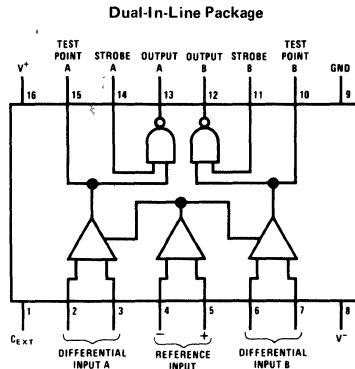 Dual-In-Line Package
V+ TEST POINT A STROBE A OUTPUT A OUTPUT B STROBE B TEST POINT B GND
16 15 14 13 12 11 10 9
1 2 3 4 5 6 7 8
− +
CEXT DIFFERENTIAL INPUT A REFERENCE INPUT DIFFERENTIAL INPUT B V−